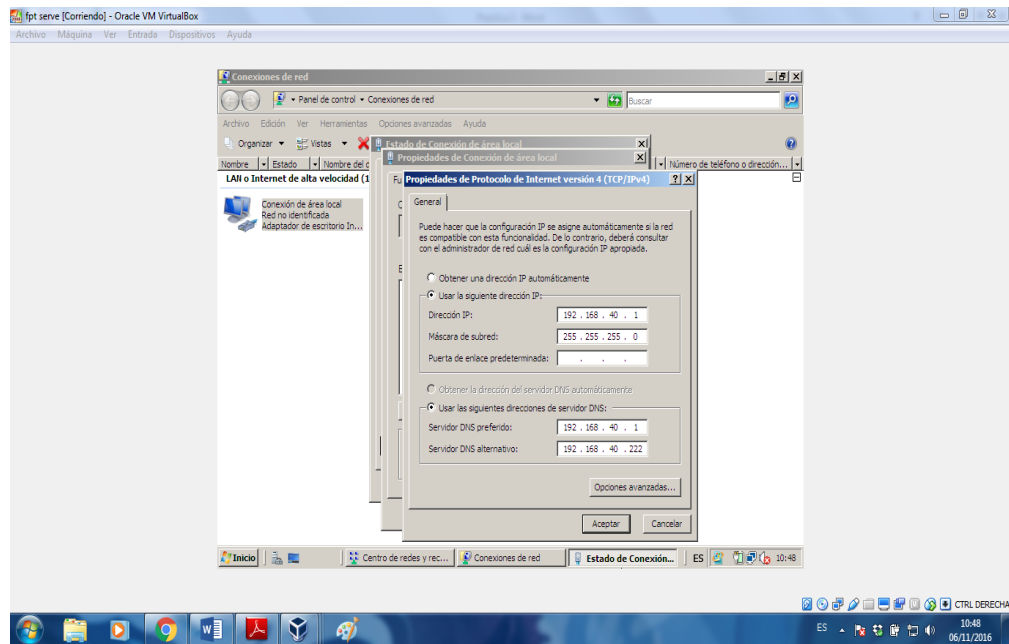 fpt serve [Corriendo] - Oracle VM VirtualBox
Archivo Máquina Ver Entrada Dispositivos Ayuda
Conexiones de red
Panel de control Conexiones de red
Buscar
Archivo Edición Ver Herramientas Opciones avanzadas Ayuda
Organizar Vistas
Estado de Conexión de área local
Propiedades de Conexión de área local
Nombre Estado Nombre del
Número de teléfono o dirección...
LAN o Internet de alta velocidad (1
Fu
Propiedades de Protocolo de Internet versión 4 (TCP/IPv4)
Conexión de área local
Red no identificada
Adaptador de escritorio In...
General
Puede hacer que la configuración IP se asigne automáticamente si la red
es compatible con esta funcionalidad. De lo contrario, deberá consultar
con el administrador de red cuál es la configuración IP apropiada.
Obtener una dirección IP automáticamente
Usar la siguiente dirección IP:
Dirección IP: 192 . 168 . 40 . 1
Máscara de subred: 255 . 255 . 255 . 0
Puerta de enlace predeterminada: . . .
Obtener la dirección del servidor DNS automáticamente
Usar las siguientes direcciones de servidor DNS:
Servidor DNS preferido: 192 . 168 . 40 . 1
Servidor DNS alternativo: 192 . 168 . 40 . 222
Opciones avanzadas...
Aceptar Cancelar
Inicio Centro de redes y rec... Conexiones de red Estado de Conexión... ES 10:48
CTRL DERECHA
ES 10:48
06/11/2016